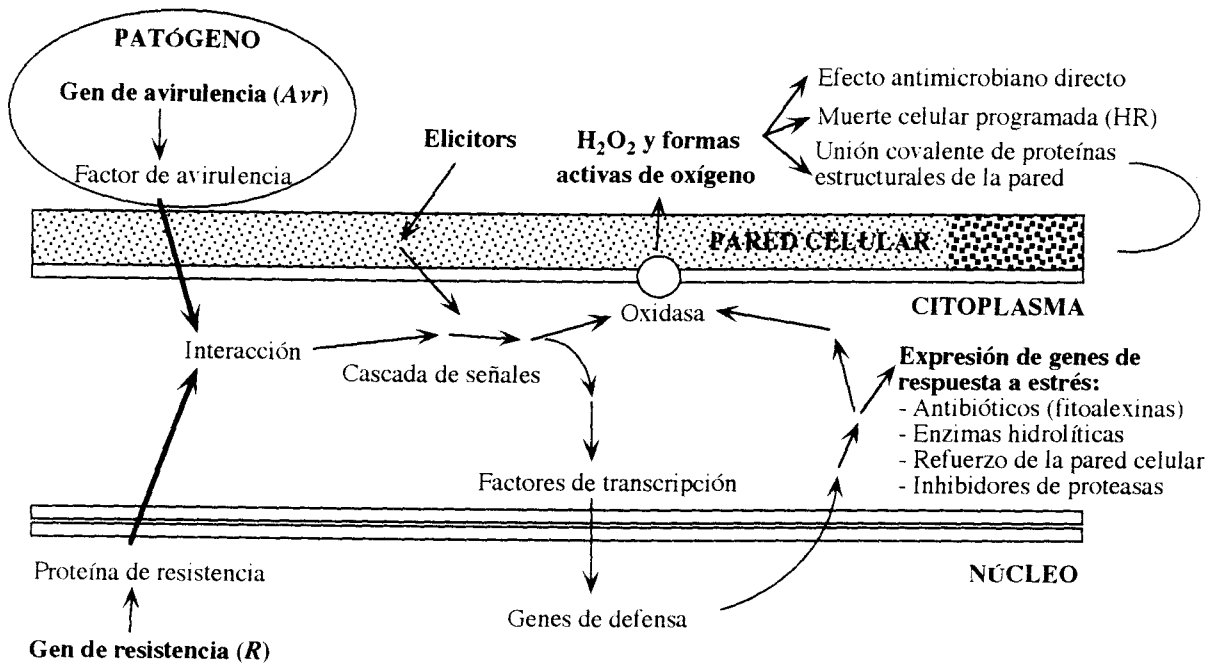 PATÓGENO
Gen de avirulencia (Avr)
Factor de avirulencia
Elicitors
H₂O₂ y formas
activas de oxígeno
Efecto antimicrobiano directo
Muerte celular programada (HR)
Unión covalente de proteínas
estructurales de la pared
PARED CELULAR
CITOPLASMA
Oxidasa
Interacción
Cascada de señales
Expresión de genes de
respuesta a estrés:
- Antibióticos (fitoalexinas)
- Enzimas hidrolíticas
- Refuerzo de la pared celular
- Inhibidores de proteasas
Factores de transcripción
Proteína de resistencia
NÚCLEO
Genes de defensa
Gen de resistencia (R)